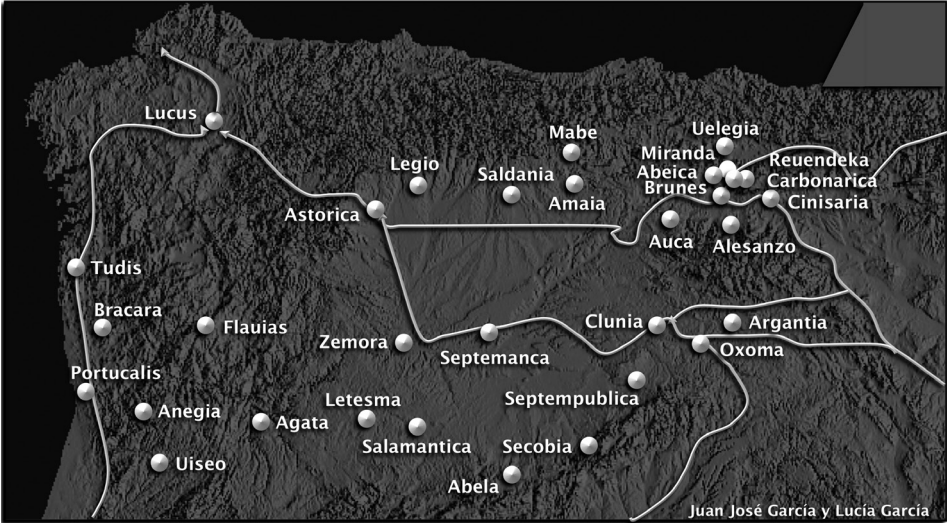 Lucus
Mabe
Uelegia
Legio
Miranda
Reuendeka
Saldania
Abeica
Carbonarica
Brunes
Amaia
Cinisaria
Astorica
Auca
Alesanzo
Tudis
Bracara
Flauias
Clunia
Argantia
Zemora
Septemanca
Oxoma
Portucalis
Letesma
Septempublica
Anegia
Agata
Salamantica
Secobia
Uiseo
Abela
Juan José García y Lucía García